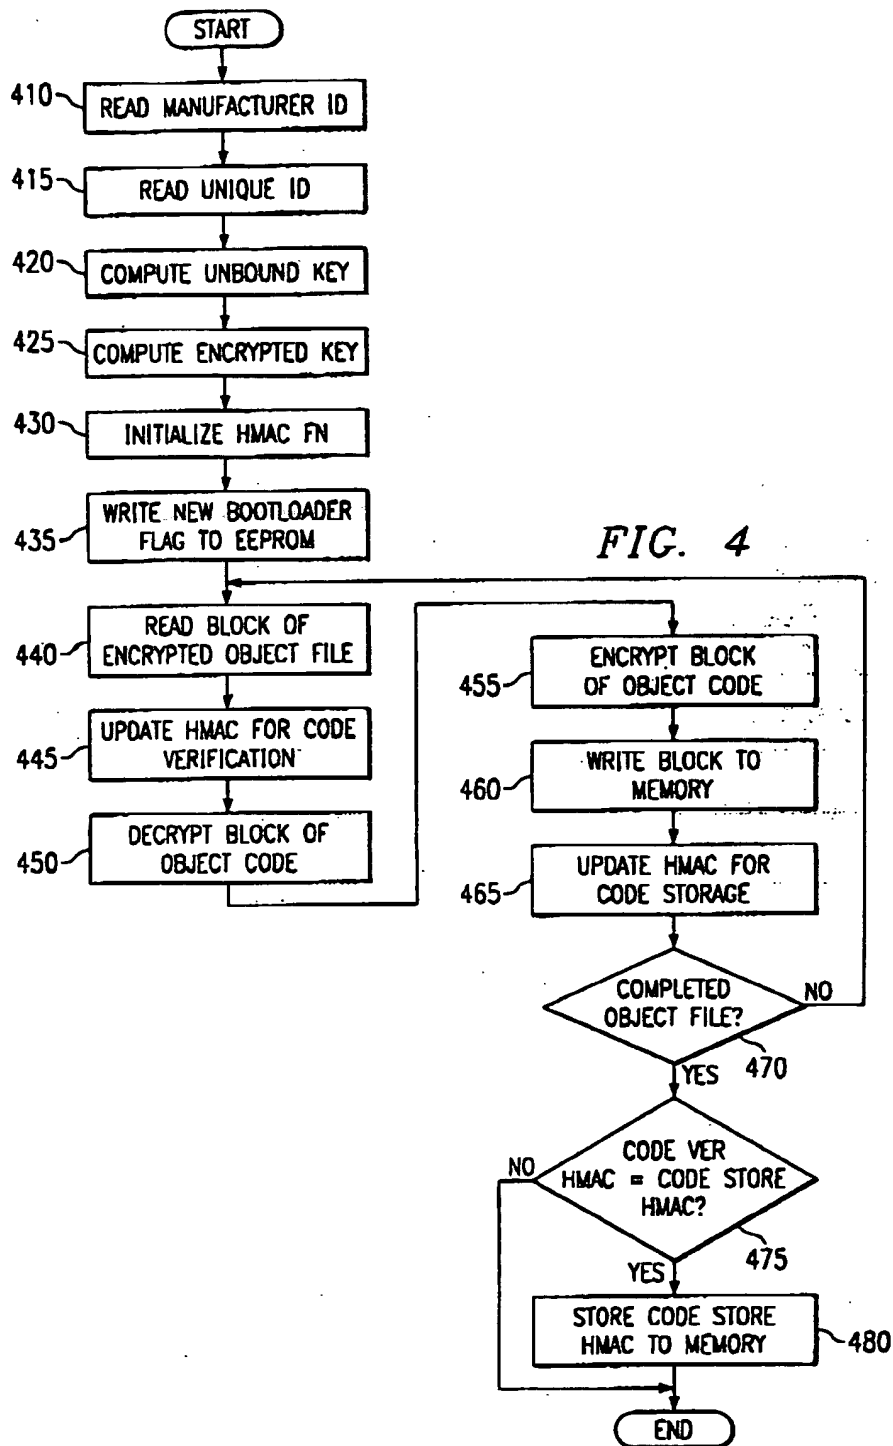 START
410
READ MANUFACTURER ID
415
READ UNIQUE ID
420
COMPUTE UNBOUND KEY
425
COMPUTE ENCRYPTED KEY
430
INITIALIZE HMAC FN
435
WRITE NEW BOOTLOADER
FLAG TO EEPROM
FIG. 4
440
READ BLOCK OF
ENCRYPTED OBJECT FILE
445
UPDATE HMAC FOR CODE
VERIFICATION
450
DECRYPT BLOCK OF
OBJECT CODE
455
ENCRYPT BLOCK
OF OBJECT CODE
460
WRITE BLOCK TO
MEMORY
465
UPDATE HMAC FOR
CODE STORAGE
COMPLETED
OBJECT FILE?
NO
470
YES
CODE VER
HMAC = CODE STORE
HMAC?
NO
475
YES
STORE CODE STORE
HMAC TO MEMORY
480
END